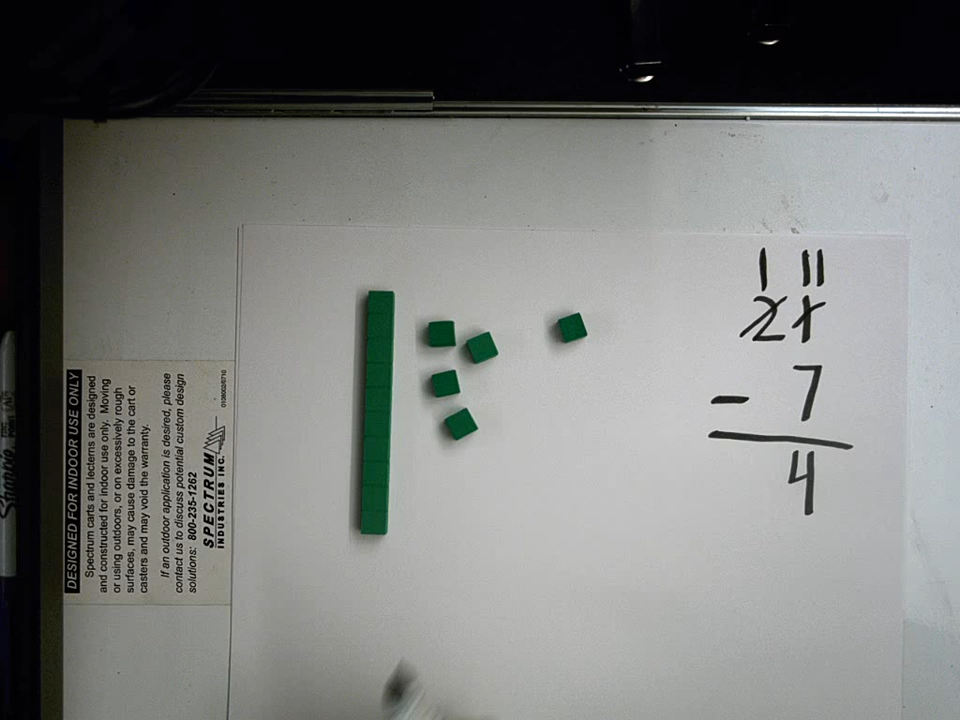 1 11
21
- 7
4
DESIGNED FOR INDOOR USE ONLY
Spectrum carts and lecterns are designed
and constructed for indoor use only. Moving
or using outdoors, or on excessively rough
surfaces, may cause damage to the cart or
casters and may void the warranty.
If an outdoor application is desired, please
contact us to discuss potential custom design
solutions: 800-235-1262
SPECTRUM
INDUSTRIES INC.
Sharpie